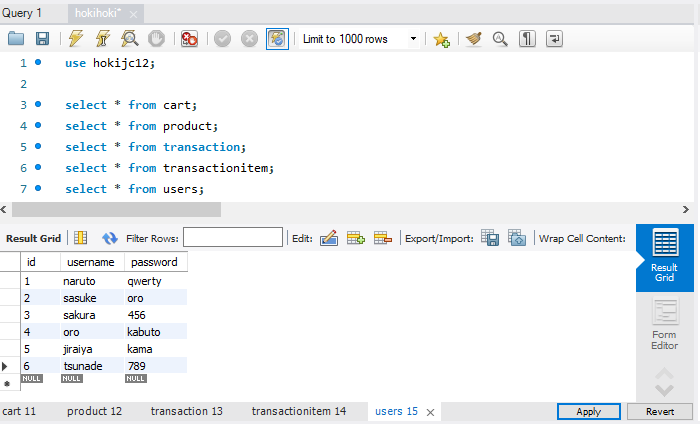 Query 1 hokihoki*
Limit to 1000 rows
1 use hokijc12;
2
3 select * from cart;
4 select * from product;
5 select * from transaction;
6 select * from transactionitem;
7 select * from users;
Result Grid Filter Rows: Edit: Export/Import: Wrap Cell Content:
Result Grid
Form Editor
id username password
1 naruto qwerty
2 sasuke oro
3 sakura 456
4 oro kabuto
5 jiraiya kama
6 tsunade 789
NULL NULL NULL
cart 11 product 12 transaction 13 transactionitem 14 users 15 Apply Revert